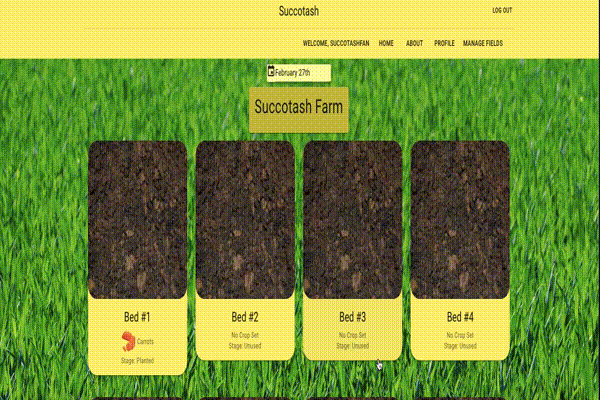 Succotash
LOG OUT
WELCOME, SUCCOTASHFAN HOME ABOUT PROFILE MANAGE FIELDS
February 27th
Succotash Farm
Bed #1
Carrots
Stage: Planted
Bed #2
No Crop Set
Stage: Unused
Bed #3
No Crop Set
Stage: Unused
Bed #4
No Crop Set
Stage: Unused